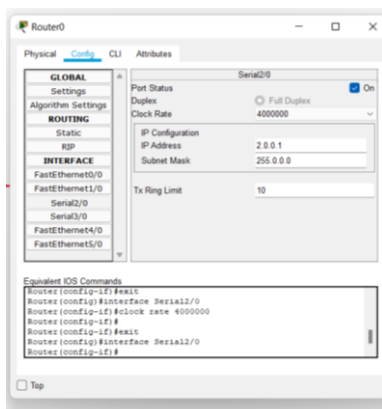 Router0
Physical Config CLI Attributes
GLOBAL
Settings
Algorithm Settings
ROUTING
Static
RIP
INTERFACE
FastEthernet0/0
FastEthernet1/0
Serial2/0
Serial3/0
FastEthernet4/0
FastEthernet5/0
Serial2/0
Port Status On
Duplex Full Duplex
Clock Rate 4000000
IP Configuration
IP Address 2.0.0.1
Subnet Mask 255.0.0.0
Tx Ring Limit 10
Equivalent IOS Commands
Router(config-if)#exit
Router(config)#interface Serial2/0
Router(config-if)#clock rate 4000000
Router(config-if)#
Router(config-if)#exit
Router(config)#interface Serial2/0
Router(config-if)#
Top